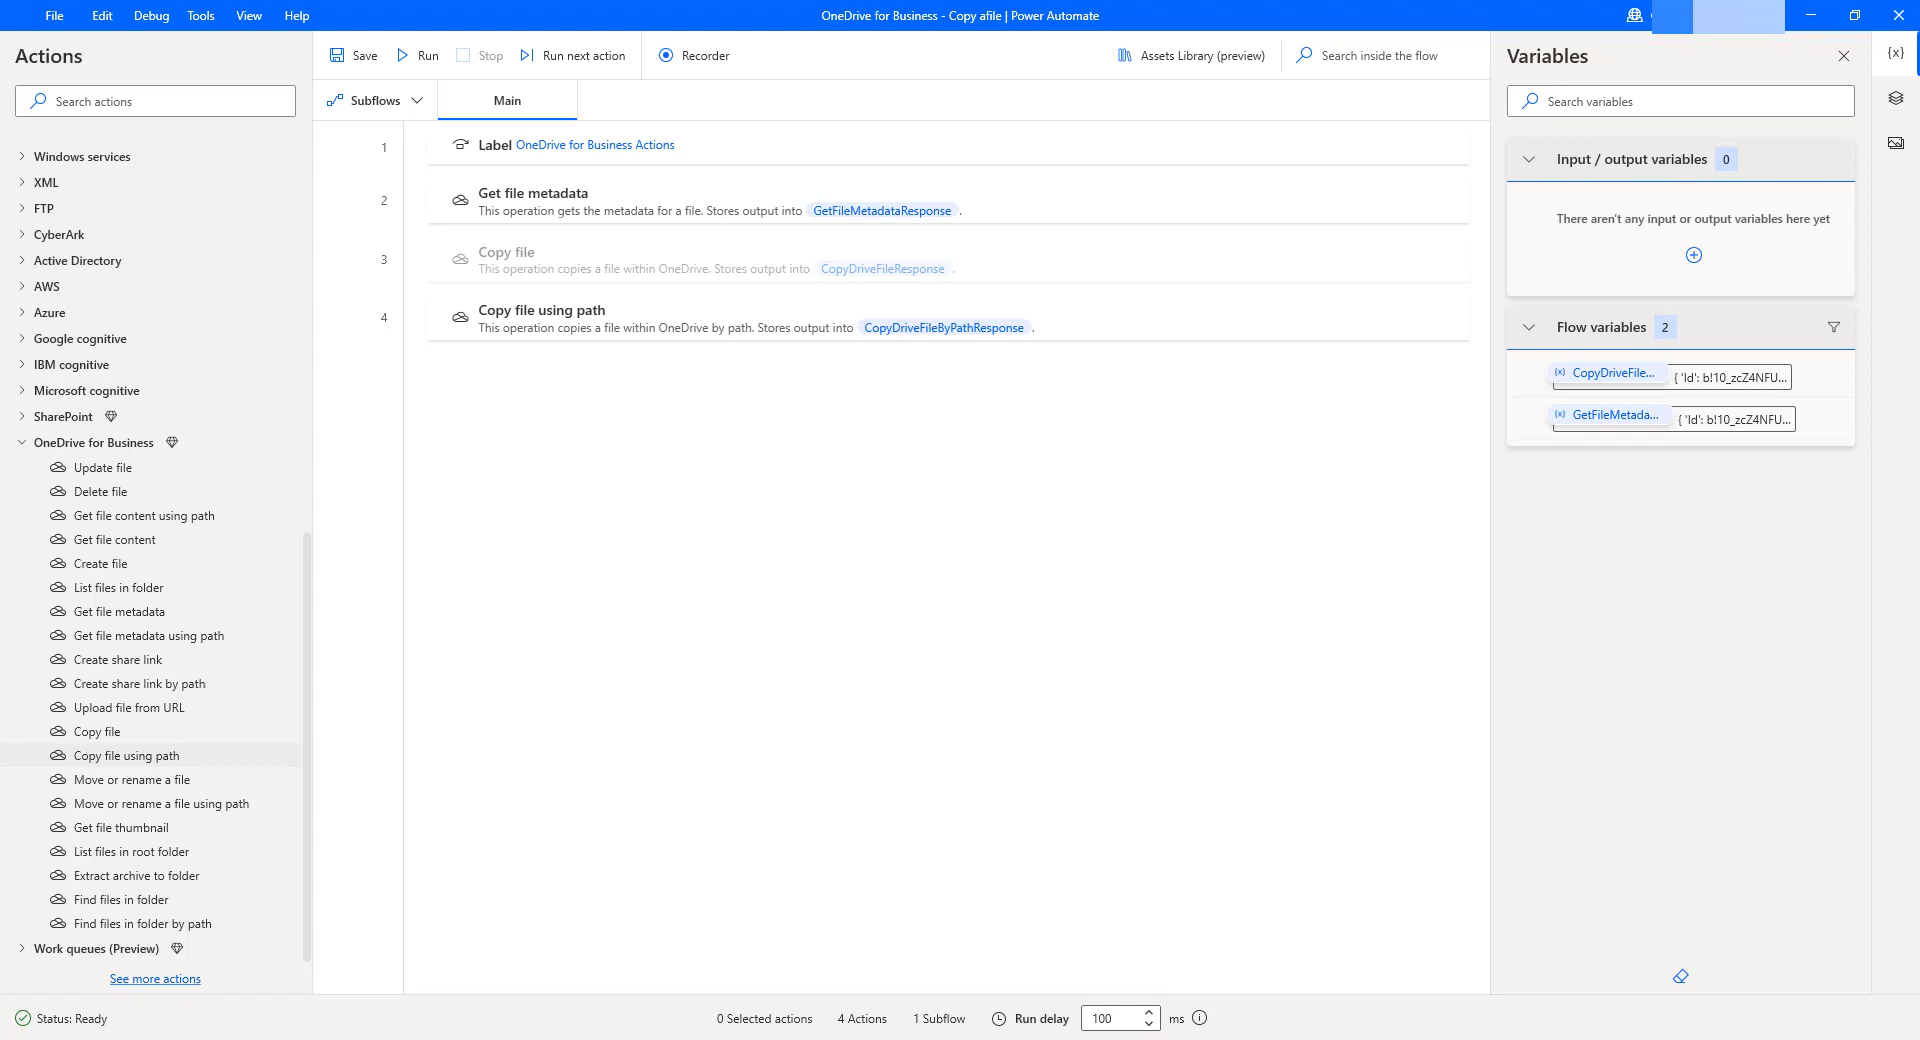 File Edit Debug Tools View Help
OneDrive for Business - Copy afile | Power Automate
Actions
Search actions
Windows services
XML
FTP
CyberArk
Active Directory
AWS
Azure
Google cognitive
IBM cognitive
Microsoft cognitive
SharePoint
OneDrive for Business
Update file
Delete file
Get file content using path
Get file content
Create file
List files in folder
Get file metadata
Get file metadata using path
Create share link
Create share link by path
Upload file from URL
Copy file
Copy file using path
Move or rename a file
Move or rename a file using path
Get file thumbnail
List files in root folder
Extract archive to folder
Find files in folder
Find files in folder by path
Work queues (Preview)
See more actions
Save Run Stop Run next action Recorder
Assets Library (preview) Search inside the flow
Subflows Main
1 Label OneDrive for Business Actions
2 Get file metadata
This operation gets the metadata for a file. Stores output into GetFileMetadataResponse .
3 Copy file
This operation copies a file within OneDrive. Stores output into CopyDriveFileResponse .
4 Copy file using path
This operation copies a file within OneDrive by path. Stores output into CopyDriveFileByPathResponse .
Variables
{x}
Search variables
Input / output variables 0
There aren't any input or output variables here yet
Flow variables 2
(x) CopyDriveFile... { 'Id': b!10_zcZ4NFU...
(x) GetFileMetada... { 'Id': b!10_zcZ4NFU...
Status: Ready
0 Selected actions 4 Actions 1 Subflow Run delay 100 ms